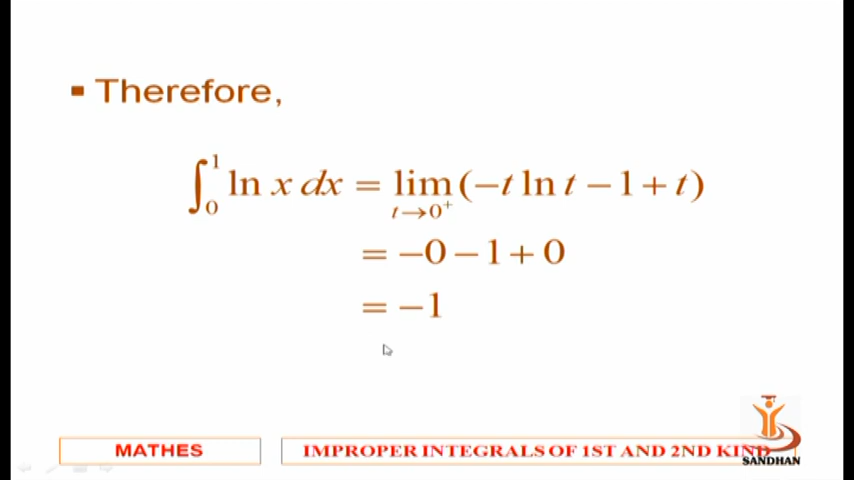 ▪ Therefore,
∫₀¹ ln x dx = lim t→0⁺ (−t ln t − 1 + t)
= −0 − 1 + 0
= −1
MATHES
IMPROPER INTEGRALS OF 1ST AND 2ND KIND
SANDHAN